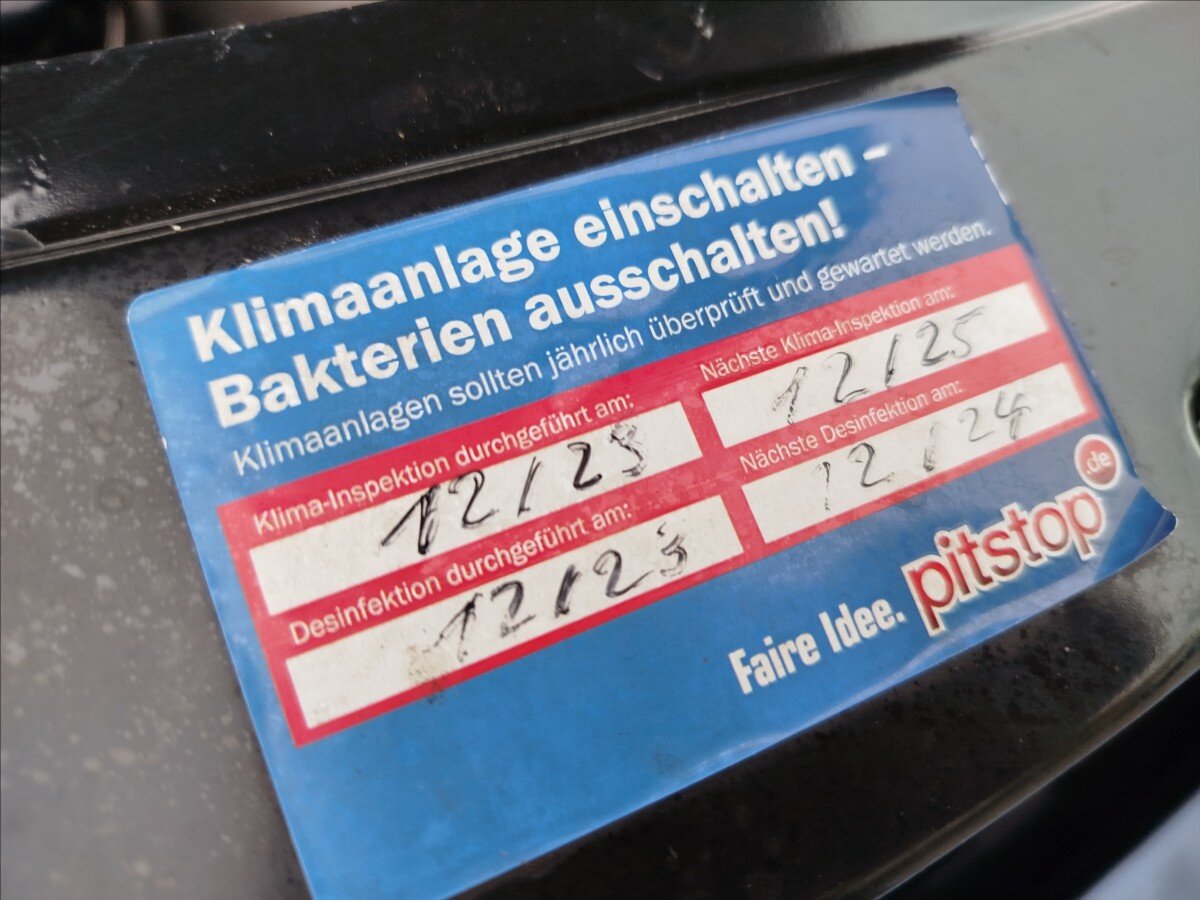 Klimaanlage einschalten –
Bakterien ausschalten!
Klimaanlagen sollten jährlich überprüft und gewartet werden.
Klima-Inspektion durchgeführt am:
12/23
Nächste Klima-Inspektion am:
12/25
Desinfektion durchgeführt am:
12/23
Nächste Desinfektion am:
12/24
Faire Idee. pitstop.de